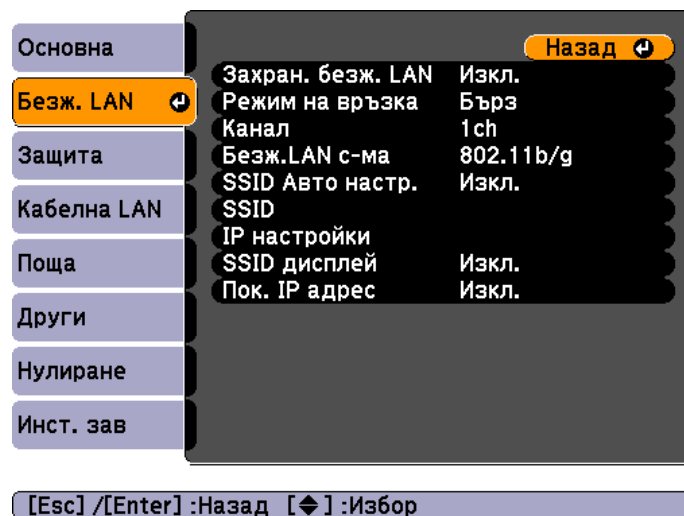 Основна
Безж. LAN
Защита
Кабелна LAN
Поща
Други
Нулиране
Инст. зав
Назад
Захран. безж. LAN Изкл.
Режим на връзка Бърз
Канал 1ch
Безж.LAN с-ма 802.11b/g
SSID Авто настр. Изкл.
SSID
IP настройки
SSID дисплей Изкл.
Пок. IP адрес Изкл.
[Esc] /[Enter] :Назад [◆] :Избор